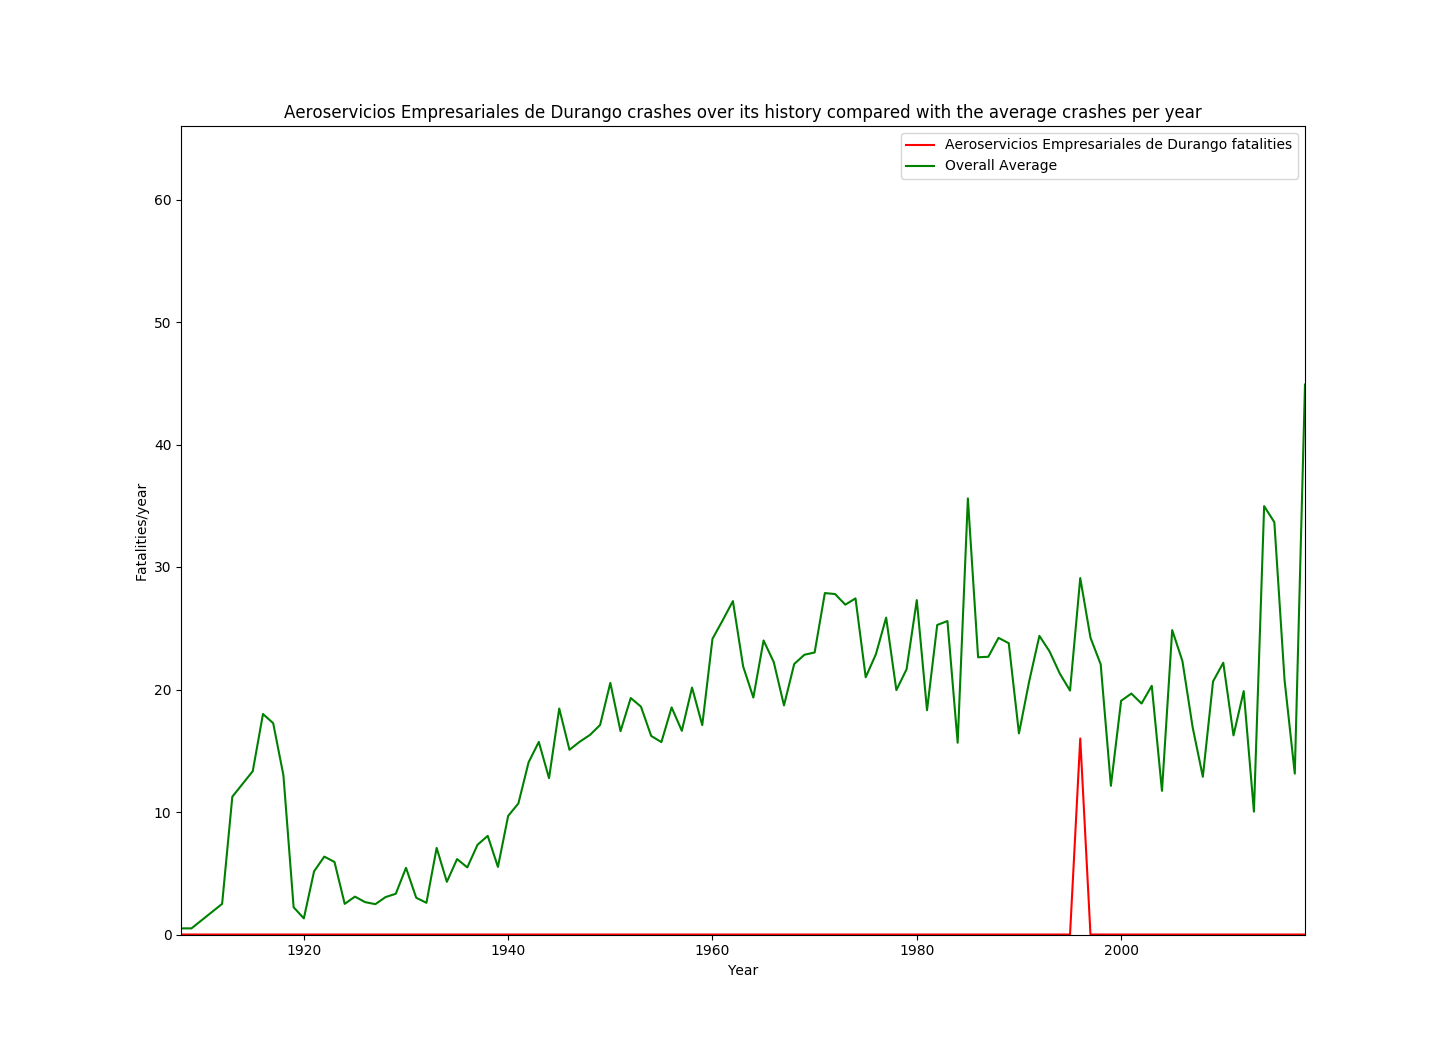 Aeroservicios Empresariales de Durango crashes over its history compared with the average crashes per year
Aeroservicios Empresariales de Durango fatalities
Overall Average
60
50
40
30
20
10
0
Fatalities/year
1920
1940
1960
1980
2000
Year